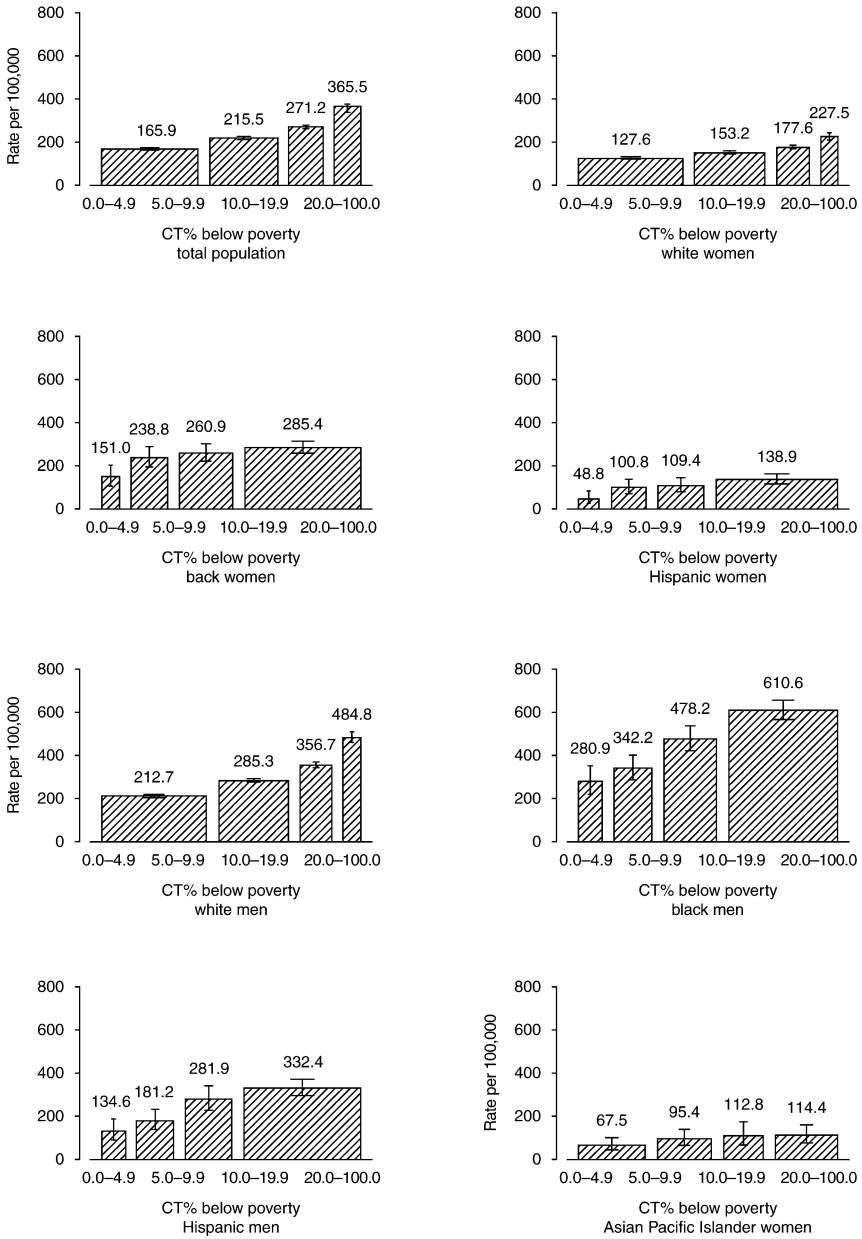 800
600
400
200
0
Rate per 100,000
165.9
215.5
271.2
365.5
0.0–4.9 5.0–9.9 10.0–19.9 20.0–100.0
CT% below poverty
total population
800
600
400
200
0
127.6
153.2
177.6
227.5
0.0–4.9 5.0–9.9 10.0–19.9 20.0–100.0
CT% below poverty
white women
800
600
400
200
0
151.0
238.8
260.9
285.4
0.0–4.9 5.0–9.9 10.0–19.9 20.0–100.0
CT% below poverty
back women
800
600
400
200
0
48.8
100.8
109.4
138.9
0.0–4.9 5.0–9.9 10.0–19.9 20.0–100.0
CT% below poverty
Hispanic women
800
600
400
200
0
Rate per 100,000
212.7
285.3
356.7
484.8
0.0–4.9 5.0–9.9 10.0–19.9 20.0–100.0
CT% below poverty
white men
800
600
400
200
0
280.9
342.2
478.2
610.6
0.0–4.9 5.0–9.9 10.0–19.9 20.0–100.0
CT% below poverty
black men
800
600
400
200
0
134.6
181.2
281.9
332.4
0.0–4.9 5.0–9.9 10.0–19.9 20.0–100.0
CT% below poverty
Hispanic men
800
600
400
200
0
Rate per 100,000
67.5
95.4
112.8
114.4
0.0–4.9 5.0–9.9 10.0–19.9 20.0–100.0
CT% below poverty
Asian Pacific Islander women